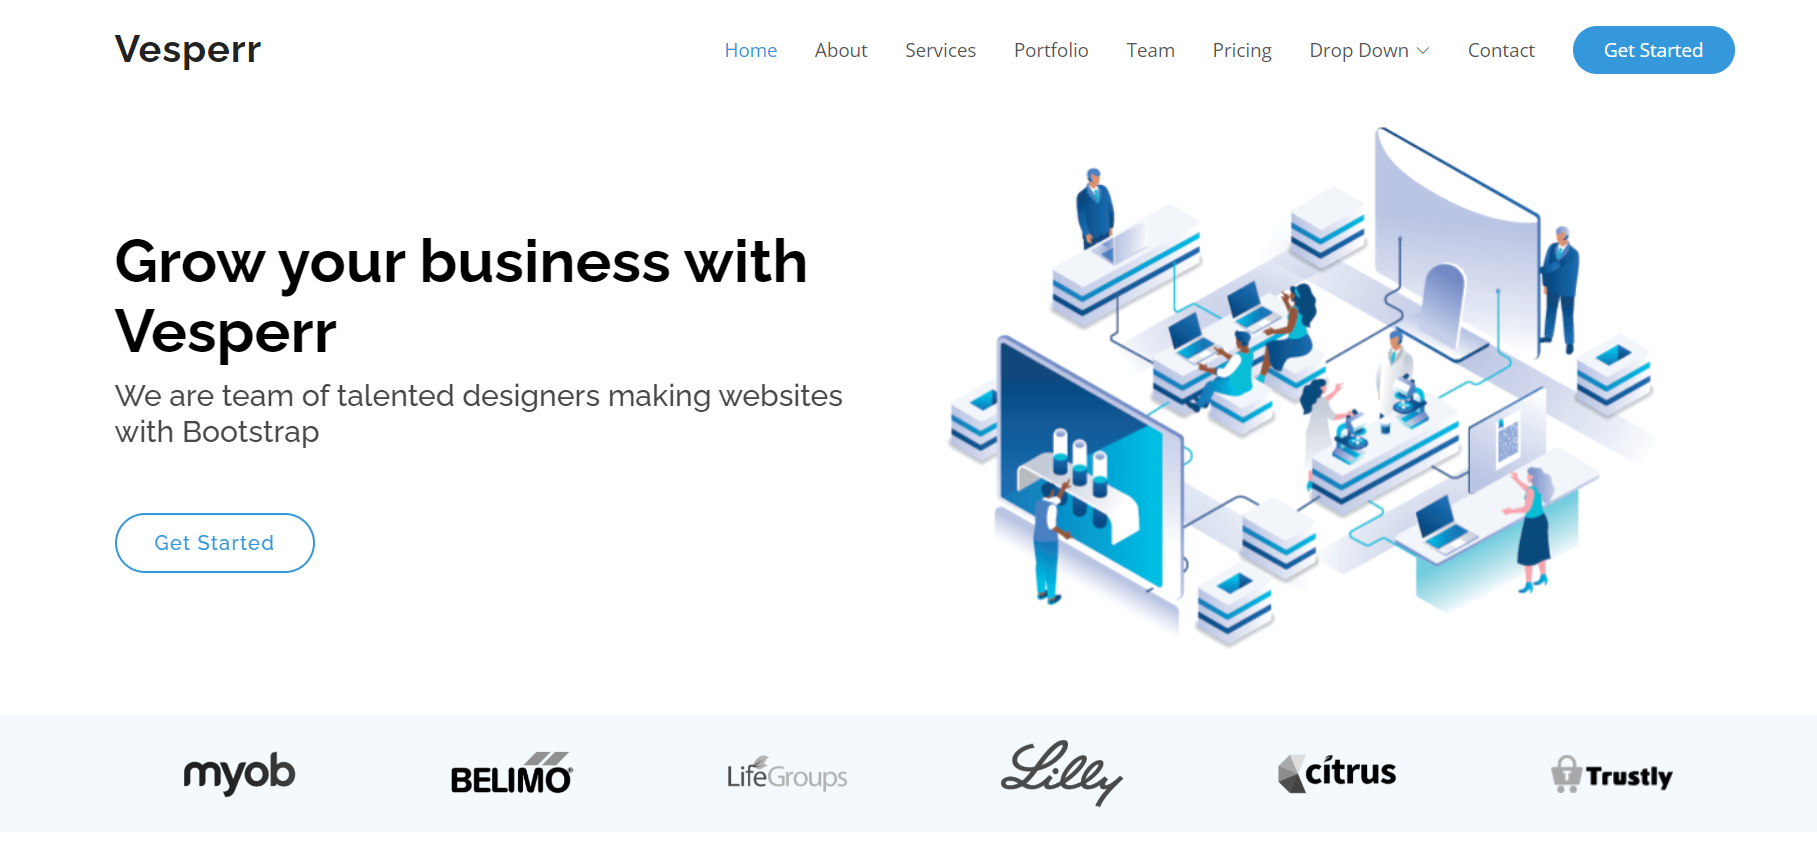 Vesperr
Home About Services Portfolio Team Pricing Drop Down Contact Get Started
Grow your business with
Vesperr
We are team of talented designers making websites
with Bootstrap
Get Started
myob BELIMO® LifeGroups Lilly citrus T Trustly